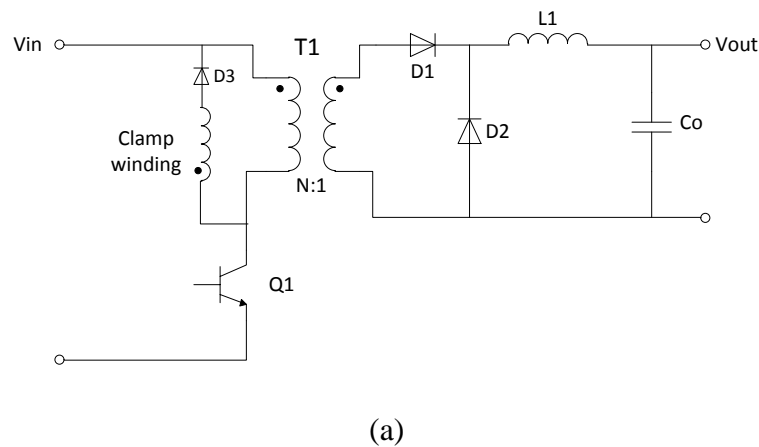 Vin
T1
D3
Clamp
winding
N:1
Q1
D1
L1
D2
Co
Vout
(a)